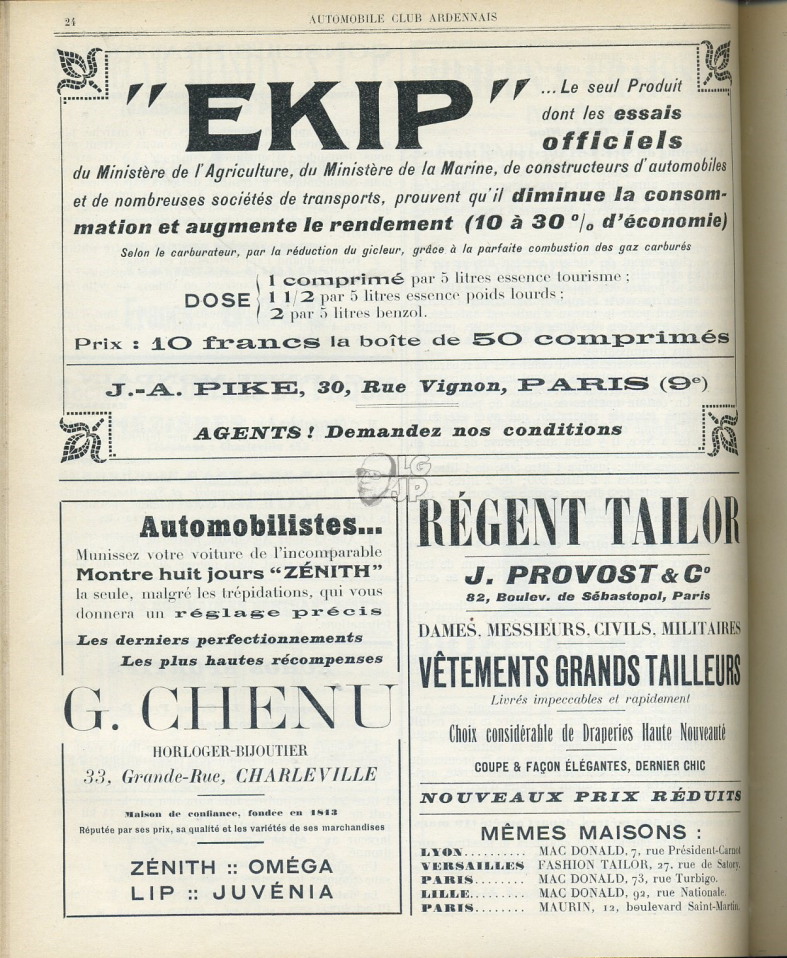 24
AUTOMOBILE CLUB ARDENNAIS
"EKIP"
...Le seul Produit
dont les essais
officiels
du Ministère de l'Agriculture, du Ministère de la Marine, de constructeurs d'automobiles
et de nombreuses sociétés de transports, prouvent qu'il diminue la consom-
mation et augmente le rendement (10 à 30 % d'économie)
Selon le carburateur, par la réduction du gicleur, grâce à la parfaite combustion des gaz carburés
DOSE
1 comprimé par 5 litres essence tourisme ;
1 1/2 par 5 litres essence poids lourds ;
2 par 5 litres benzol.
Prix : 10 francs la boîte de 50 comprimés
J.-A. PIKE, 30, Rue Vignon, PARIS (9e)
AGENTS ! Demandez nos conditions
LG
JP
Automobilistes...
Munissez votre voiture de l'incomparable
Montre huit jours "ZÉNITH"
la seule, malgré les trépidations, qui vous
donnera un réglage précis
Les derniers perfectionnements
Les plus hautes récompenses
G. CHENU
HORLOGER-BIJOUTIER
33, Grande-Rue, CHARLEVILLE
Maison de confiance, fondée en 1843
Réputée par ses prix, sa qualité et les variétés de ses marchandises
ZÉNITH :: OMÉGA
LIP :: JUVÉNIA
RÉGENT TAILOR
J. PROVOST & Co
82, Boulev. de Sébastopol, Paris
DAMES, MESSIEURS, CIVILS, MILITAIRES
VÊTEMENTS GRANDS TAILLEURS
Livrés impeccables et rapidement
Choix considérable de Draperies Haute Nouveauté
COUPE & FAÇON ÉLÉGANTES, DERNIER CHIC
NOUVEAUX PRIX RÉDUITS
MÊMES MAISONS :
LYON.......... MAC DONALD, 7, rue Président-Carnot
VERSAILLES FASHION TAILOR, 27, rue de Satory.
PARIS........ MAC DONALD, 73, rue Turbigo.
LILLE........ MAC DONALD, 92, rue Nationale.
PARIS........ MAURIN, 12, boulevard Saint-Martin.